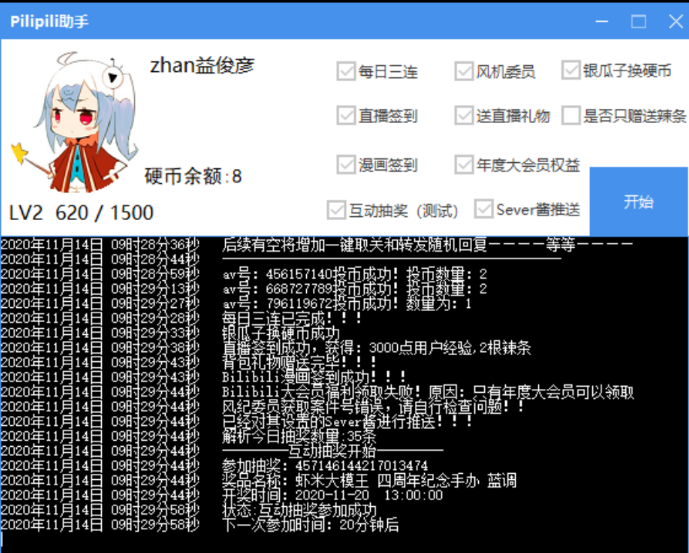 Pilipili助手
zhan益俊彦
每日三连 风机委员 银瓜子换硬币
直播签到 送直播礼物 是否只赠送辣条
漫画签到 年度大会员权益
硬币余额:8
开始
LV2 620 / 1500
互动抽奖（测试） Sever酱推送
2020年11月14日 09时28分36秒 后续有空将增加一键取关和转发随机回复－－－－等等－－－－
2020年11月14日 09时28分44秒 ————————————————————
2020年11月14日 09时28分59秒 av号：456157140投币成功！投币数量：2
2020年11月14日 09时29分13秒 av号：668727789投币成功！投币数量：2
2020年11月14日 09时29分27秒 av号：796119672投币成功！数量为：1
2020年11月14日 09时29分28秒 每日三连已完成！！！
2020年11月14日 09时29分33秒 银瓜子换硬币成功
2020年11月14日 09时29分38秒 直播签到成功，获得：3000点用户经验,2根辣条
2020年11月14日 09时29分43秒 背包礼物赠送完毕！！！
2020年11月14日 09时29分43秒 Bilibili漫画签到成功！！！
2020年11月14日 09时29分44秒 Bilibili大会员福利领取失败！原因：只有年度大会员可以领取
2020年11月14日 09时29分44秒 风纪委员获取案件号错误，请自行检查问题！！
2020年11月14日 09时29分44秒 已经对其设置的Sever酱进行推送！！！
2020年11月14日 09时29分44秒 解析今日抽奖数量:35条
2020年11月14日 09时29分44秒 ————互动抽奖开始————
2020年11月14日 09时29分44秒 参加抽奖：457146144217013474
2020年11月14日 09时29分44秒 奖品名称：虾米大模王 四周年纪念手办 蓝调
2020年11月14日 09时29分44秒 开奖时间：2020-11-20 13:00:00
2020年11月14日 09时29分58秒 状态:互动抽奖参加成功
2020年11月14日 09时29分58秒 下一次参加时间：20分钟后